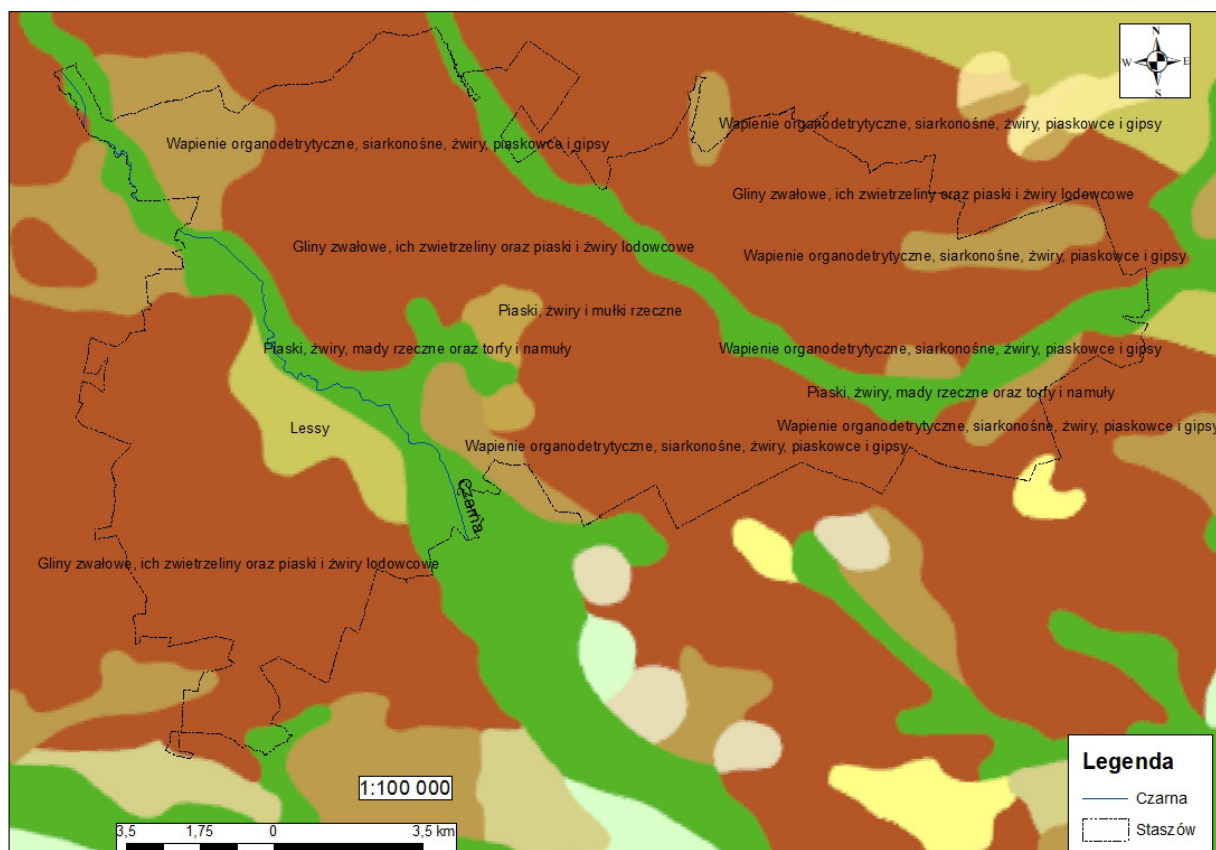 N
W E
S
Wapienie organodetrytyczne, siarkonośne, żwiry, piaskowce i gipsy
Wapienie organodetrytyczne, siarkonośne, żwiry, piaskowce i gipsy
Gliny zwałowe, ich zwietrzeliny oraz piaski i żwiry lodowcowe
Gliny zwałowe, ich zwietrzeliny oraz piaski i żwiry lodowcowe
Wapienie organodetrytyczne, siarkonośne, żwiry, piaskowce i gipsy
Piaski, żwiry i mułki rzeczne
Piaski, żwiry, mady rzeczne oraz torfy i namuły
Wapienie organodetrytyczne, siarkonośne, żwiry, piaskowce i gipsy
Piaski, żwiry, mady rzeczne oraz torfy i namuły
Lessy
Wapienie organodetrytyczne, siarkonośne, żwiry, piaskowce i gipsy
Wapienie organodetrytyczne, siarkonośne, żwiry, piaskowce i gipsy
Czarna
Gliny zwałowe, ich zwietrzeliny oraz piaski i żwiry lodowcowe
1:100 000
3,5 1,75 0 3,5 km
Legenda
Czarna
Staszów